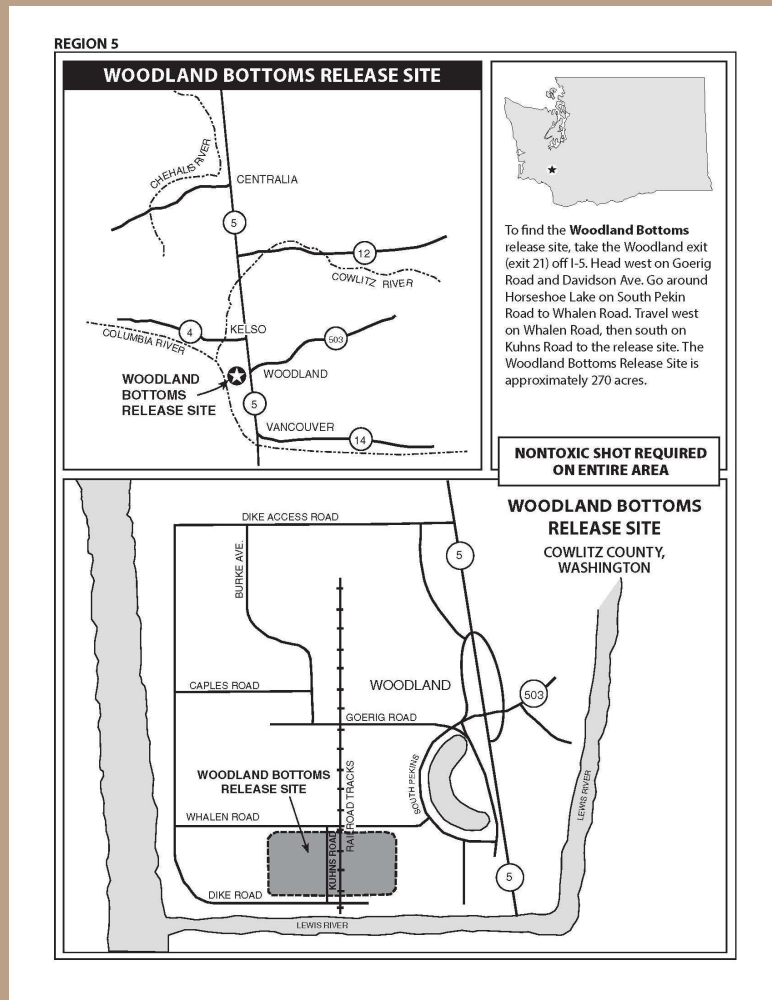 REGION 5
WOODLAND BOTTOMS RELEASE SITE
CHEHALIS RIVER
CENTRALIA
5
12
COWLITZ RIVER
4
KELSO
503
COLUMBIA RIVER
WOODLAND
WOODLAND
BOTTOMS
RELEASE SITE
5
VANCOUVER
14
To find the Woodland Bottoms
release site, take the Woodland exit
(exit 21) off I-5. Head west on Goerig
Road and Davidson Ave. Go around
Horseshoe Lake on South Pekin
Road to Whalen Road. Travel west
on Whalen Road, then south on
Kuhns Road to the release site. The
Woodland Bottoms Release Site is
approximately 270 acres.
NONTOXIC SHOT REQUIRED
ON ENTIRE AREA
WOODLAND BOTTOMS
RELEASE SITE
COWLITZ COUNTY,
WASHINGTON
DIKE ACCESS ROAD
5
BURKE AVE.
CAPLES ROAD
WOODLAND
503
GOERIG ROAD
WOODLAND BOTTOMS
RELEASE SITE
RAILROAD TRACKS
SOUTH PEKINS
LEWIS RIVER
WHALEN ROAD
KUHNS ROAD
5
DIKE ROAD
LEWIS RIVER